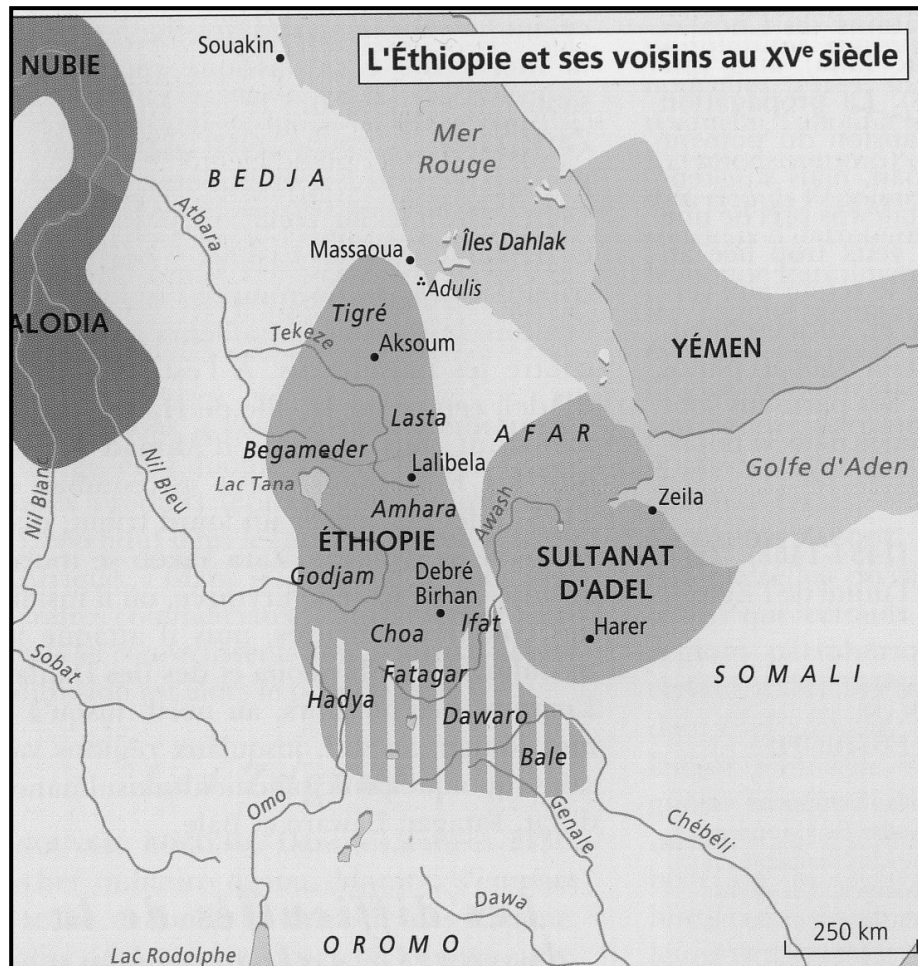 L'Éthiopie et ses voisins au XVe siècle
NUBIE
Souakin
Mer
Rouge
BEDJA
Atbara
Massaoua
Îles Dahlak
Adulis
Tigré
ALODIA
Tekeze
Aksoum
YÉMEN
Lasta
AFAR
Begameder
Lalibela
Golfe d'Aden
Lac Tana
Nil Blanc
Nil Bleu
Amhara
Awash
Zeila
ÉTHIOPIE
SULTANAT
D'ADEL
Godjam
Debré
Birhan
Ifat
Choa
Harer
Sobat
Fatagar
SOMALI
Hadya
Dawaro
Bale
Omo
Genale
Chébéli
Dawa
Lac Rodolphe
OROMO
250 km